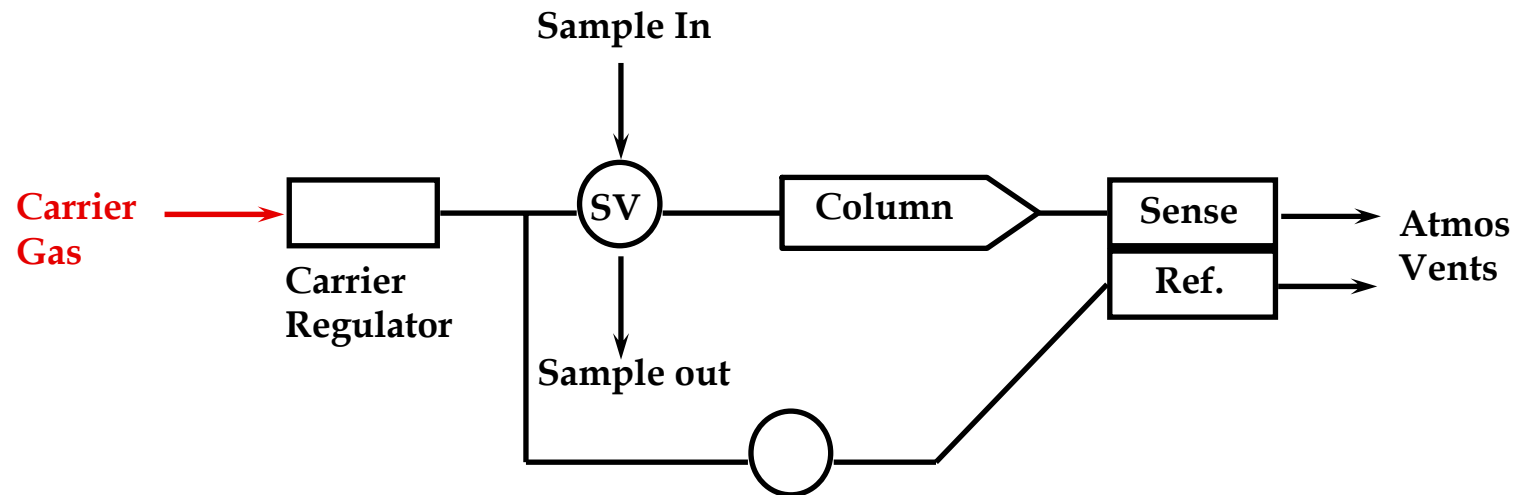 Sample In
Carrier
Gas
SV
Column
Sense
Ref.
Atmos
Vents
Carrier
Regulator
Sample out